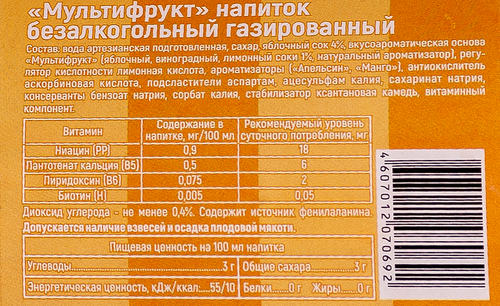 «Мультифрукт» напиток
безалкогольный газированный
Состав: вода артезианская подготовленная, сахар, яблочный сок 4%, вкусоароматическая основа
«Мультифрукт» (яблочный, виноградный, лимонный соки 1%, натуральный ароматизатор), регу-
лятор кислотности лимонная кислота, ароматизаторы («Апельсин», «Манго»), антиокислитель
аскорбиновая кислота, подсластители аспартам, ацесульфам калия, сахаринат натрия,
консерванты бензоат натрия, сорбат калия, стабилизатор ксантановая камедь, витаминный
компонент.
Витамин Содержание в напитке, мг/100 мл Рекомендуемый уровень суточного потребления, мг
Ниацин (PP) 0,9 18
Пантотенат кальция (B5) 0,5 6
Пиридоксин (B6) 0,075 2
Биотин (H) 0,005 0,05
Диоксид углерода - не менее 0,4%. Содержит источник фенилаланина.
Допускается наличие взвесей и осадка плодовой мякоти.
Пищевая ценность на 100 мл напитка
Углеводы 3 г Общие сахара 3 г
Энергетическая ценность, кДж/ккал: 55/10 Белки 0 г Жиры 0 г
4607012070692